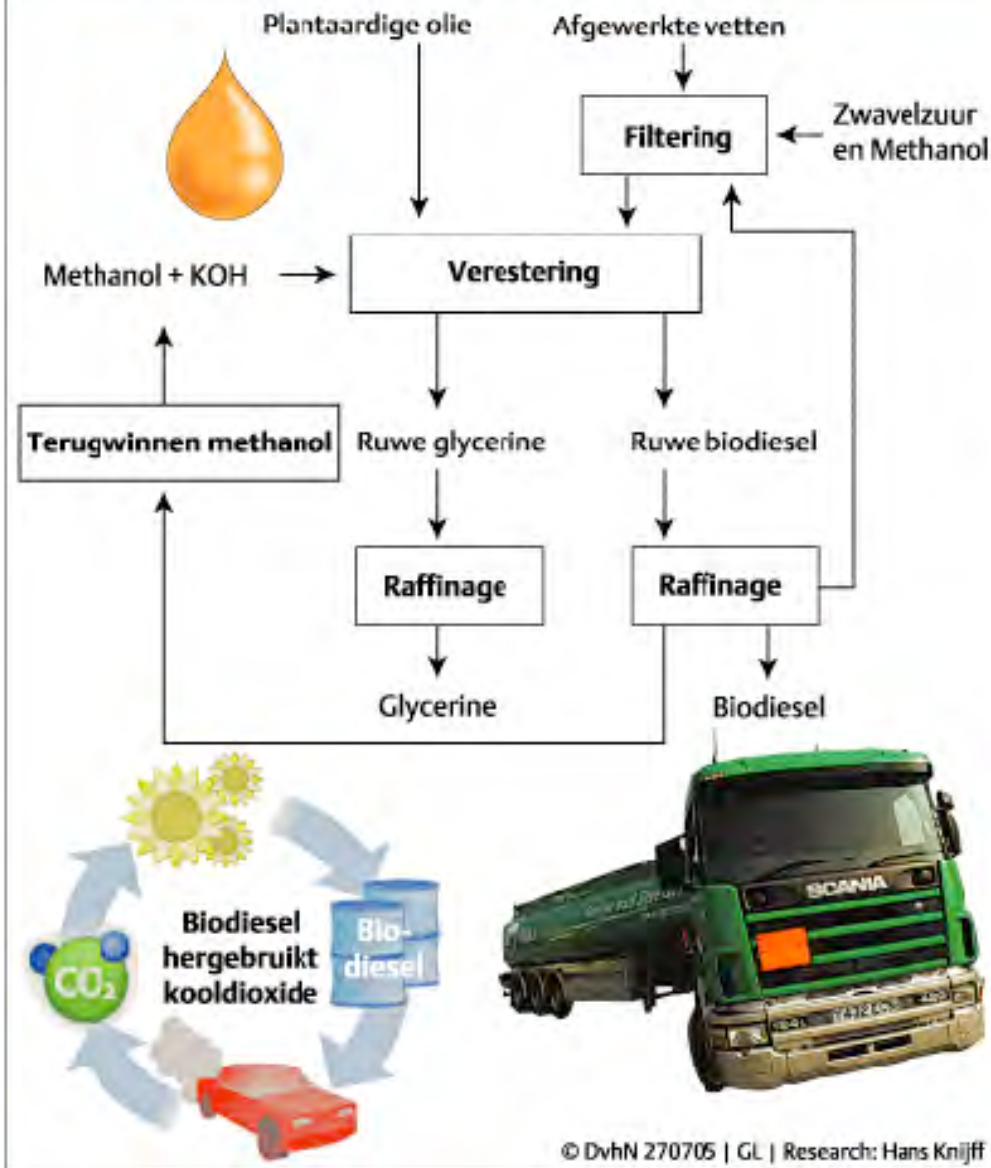 Plantaardige olie
Afgewerkte vetten
Filtering
Zwavelzuur
en Methanol
Methanol + KOH
Verestering
Terugwinnen methanol
Ruwe glycerine
Ruwe biodiesel
Raffinage
Raffinage
Glycerine
Biodiesel
Biodiesel
hergebruikt
kooldioxide
Bio-
diesel
CO₂
SCANIA
© DvhN 270705 | GL | Research: Hans Knijff